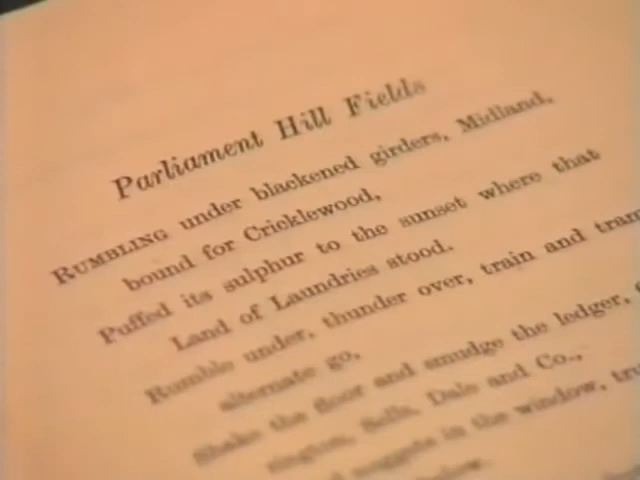 Parliament Hill Fields
RUMBLING under blackened girders, Midland,
bound for Cricklewood,
Puffed its sulphur to the sunset where that
Land of Laundries stood.
Rumble under, thunder over, train and tram
alternate go,
Shake the floor and smudge the ledger,
Sells, Dale and Co.,
nuggets in the window,